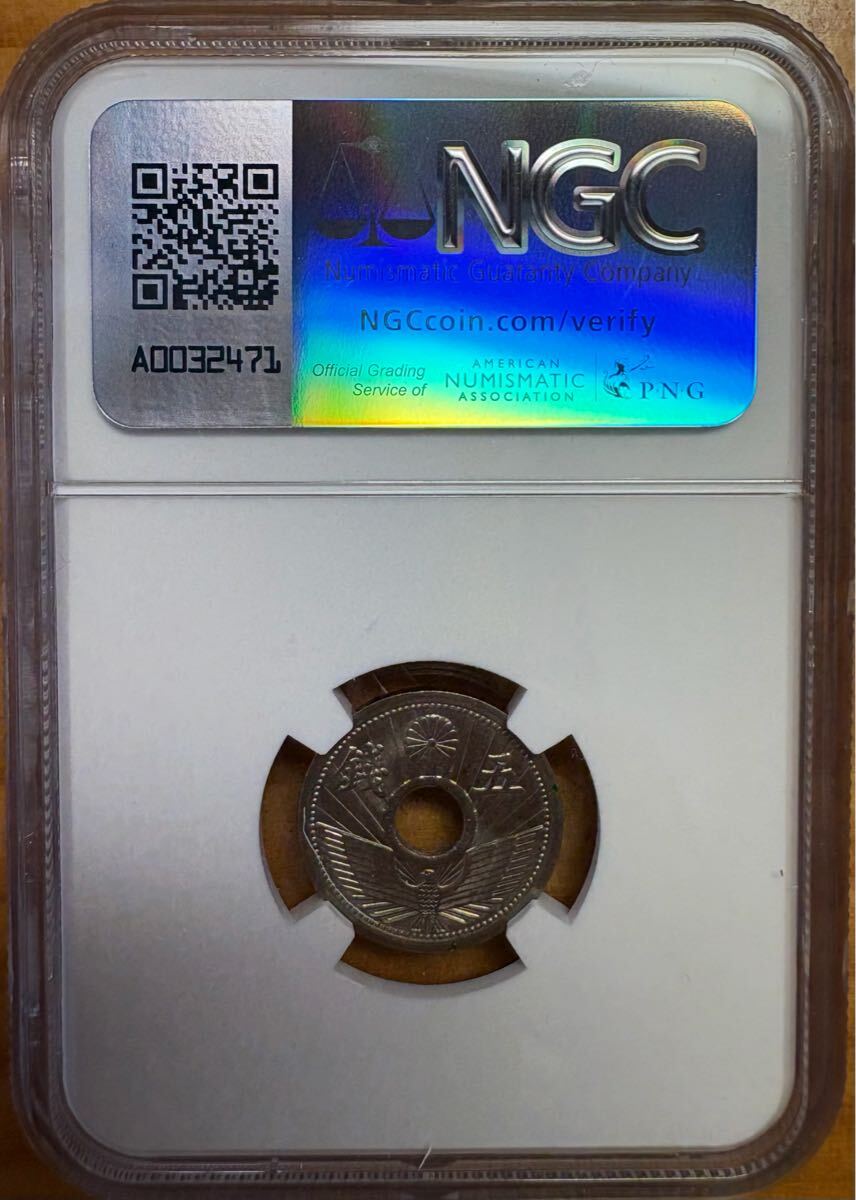 NGC
Numismatic Guaranty Company
NGCcoin.com/verify
A0032471
Official Grading
Service of
AMERICAN
NUMISMATIC
ASSOCIATION
PNG
五
錢